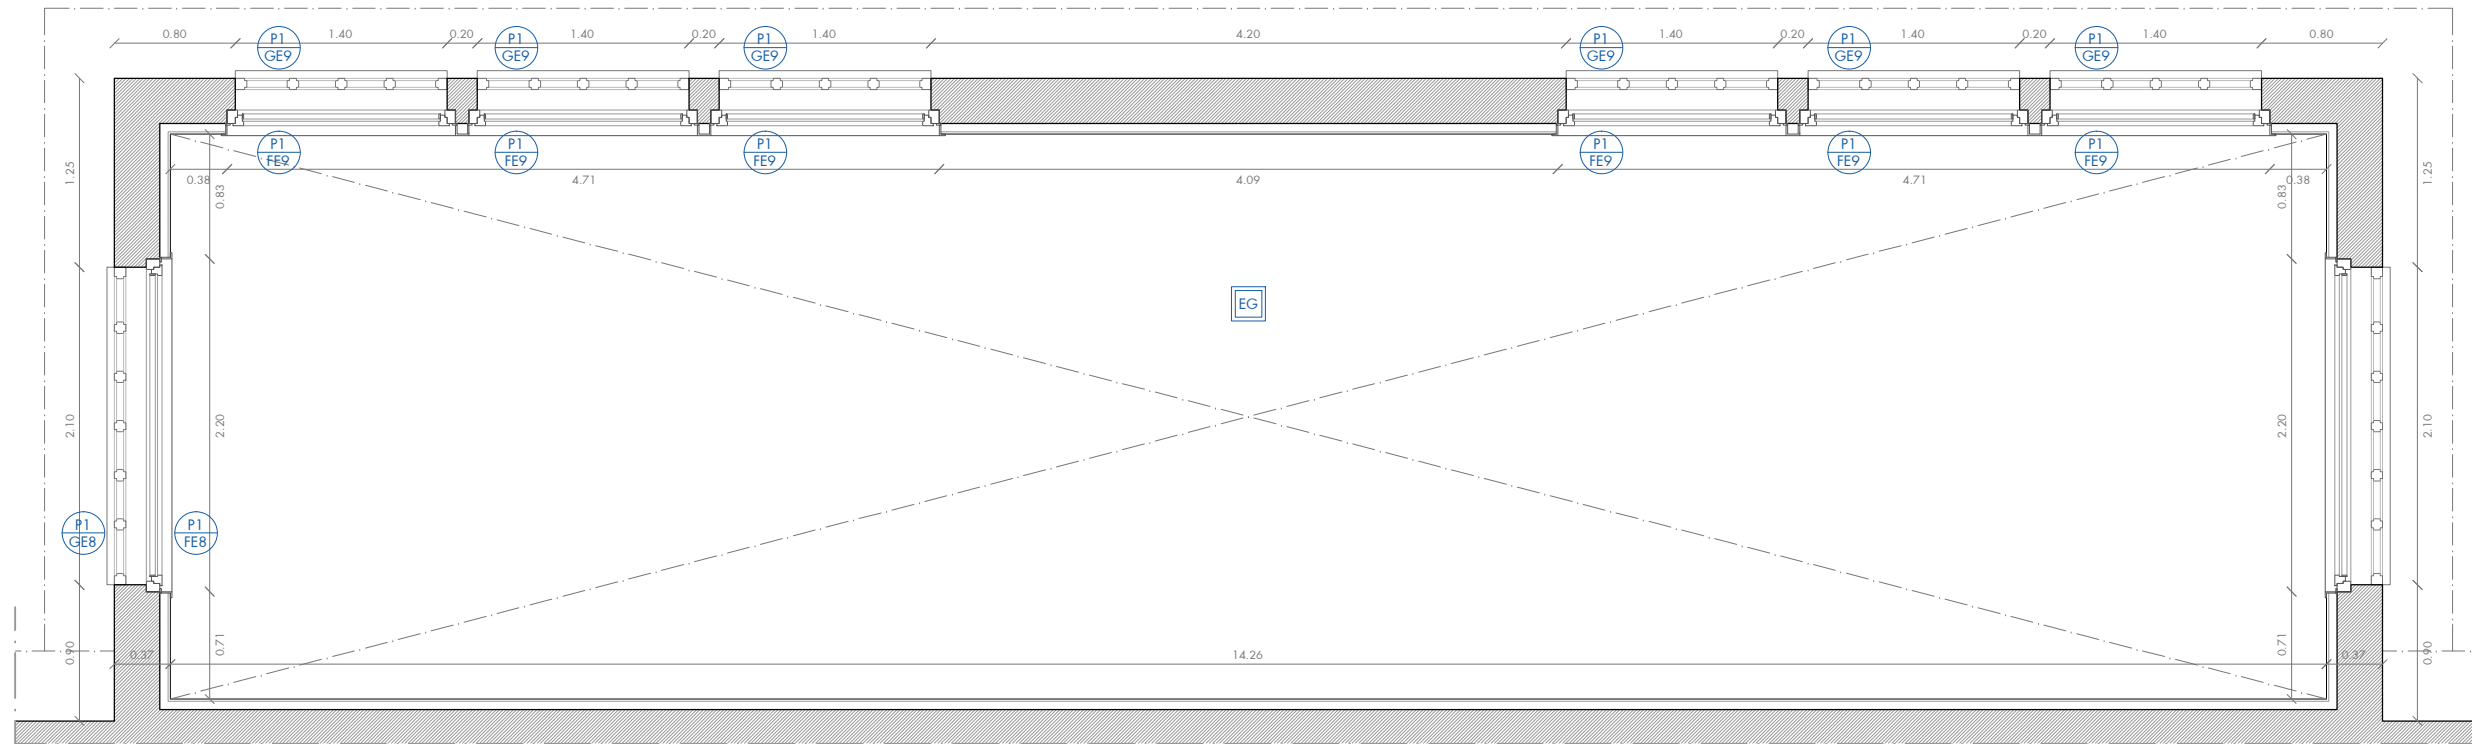 0.80 1.40 0.20 1.40 0.20 1.40 4.20 1.40 0.20 1.40 0.20 1.40 0.80
P1 P1 P1 P1 P1 P1
GE9 GE9 GE9 GE9 GE9 GE9
P1 P1 P1 P1 P1 P1
FE9 FE9 FE9 FE9 FE9 FE9
0.38 4.71 4.09 4.71 0.38
1.25 0.83 0.83 1.25
EG
2.10 2.20 2.20 2.10
P1 P1
GE8 FE8
0.90 0.71 0.71 0.90
0.37 14.26 0.37